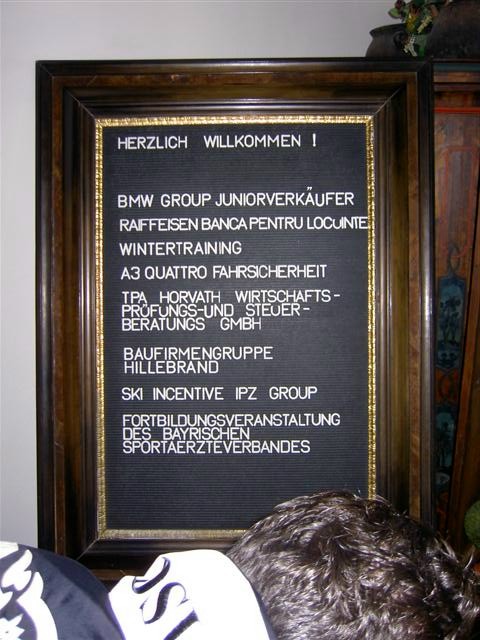 HERZLICH WILLKOMMEN !
BMW GROUP JUNIORVERKÄUFER
RAIFFEISEN BANCA PENTRU LOCUINTE
WINTERTRAINING
A3 QUATTRO FAHRSICHERHEIT
TPA HORVATH WIRTSCHAFTS-
PRÜFUNGS-UND STEUER-
BERATUNGS GMBH
BAUFIRMENGRUPPE
HILLEBRAND
SKI INCENTIVE IPZ GROUP
FORTBILDUNGSVERANSTALTUNG
DES BAYRISCHEN
SPORTAERZTEVERBANDES